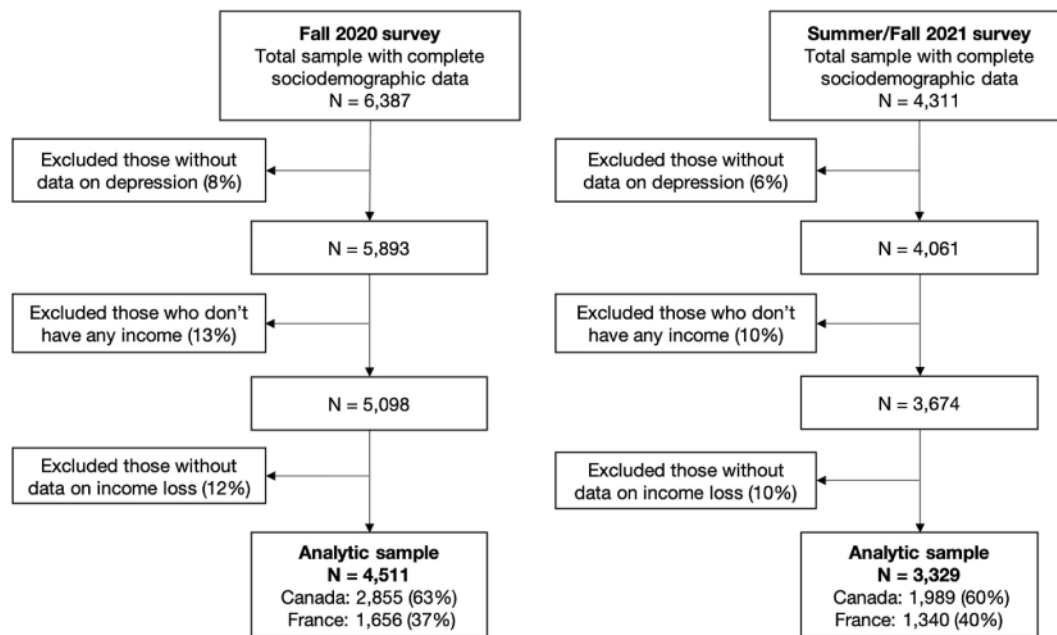 Fall 2020 survey
Total sample with complete
sociodemographic data
N = 6,387
Excluded those without
data on depression (8%)
N = 5,893
Excluded those who don’t
have any income (13%)
N = 5,098
Excluded those without
data on income loss (12%)
Analytic sample
N = 4,511
Canada: 2,855 (63%)
France: 1,656 (37%)
Summer/Fall 2021 survey
Total sample with complete
sociodemographic data
N = 4,311
Excluded those without
data on depression (6%)
N = 4,061
Excluded those who don’t
have any income (10%)
N = 3,674
Excluded those without
data on income loss (10%)
Analytic sample
N = 3,329
Canada: 1,989 (60%)
France: 1,340 (40%)